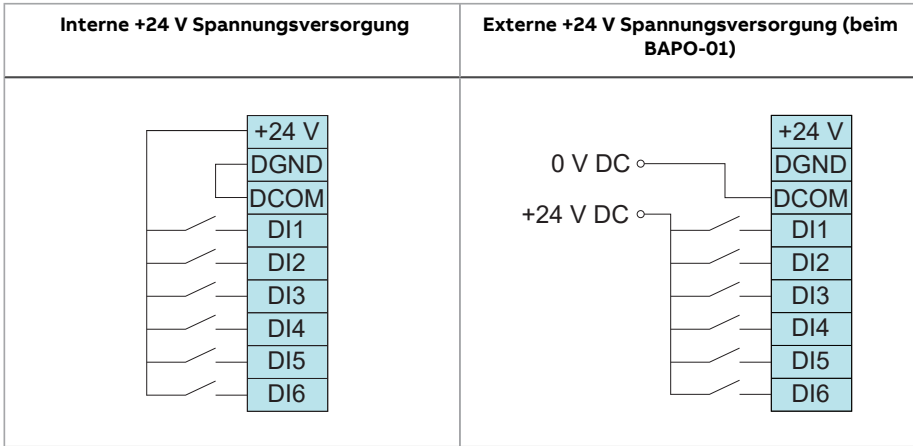 Interne +24 V Spannungsversorgung
Externe +24 V Spannungsversorgung (beim
BAPO-01)
+24 V
DGND
DCOM
DI1
DI2
DI3
DI4
DI5
DI6
0 V DC
+24 V DC
+24 V
DGND
DCOM
DI1
DI2
DI3
DI4
DI5
DI6